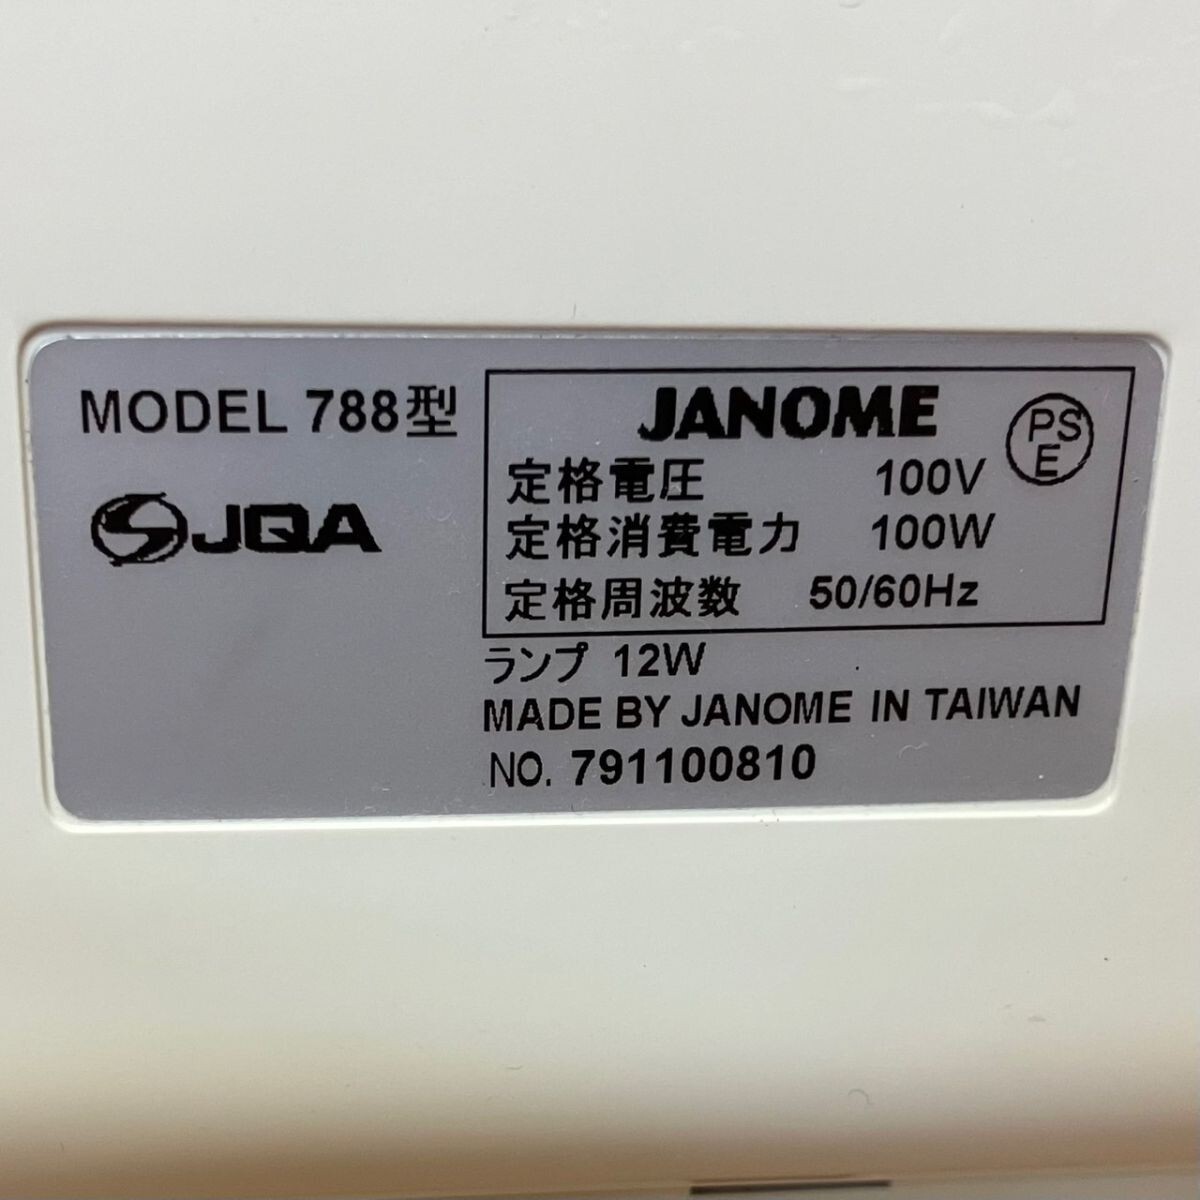 MODEL 788型
JQA
JANOME
PS
E
定格電圧 100V
定格消費電力 100W
定格周波数 50/60Hz
ランプ 12W
MADE BY JANOME IN TAIWAN
NO. 791100810